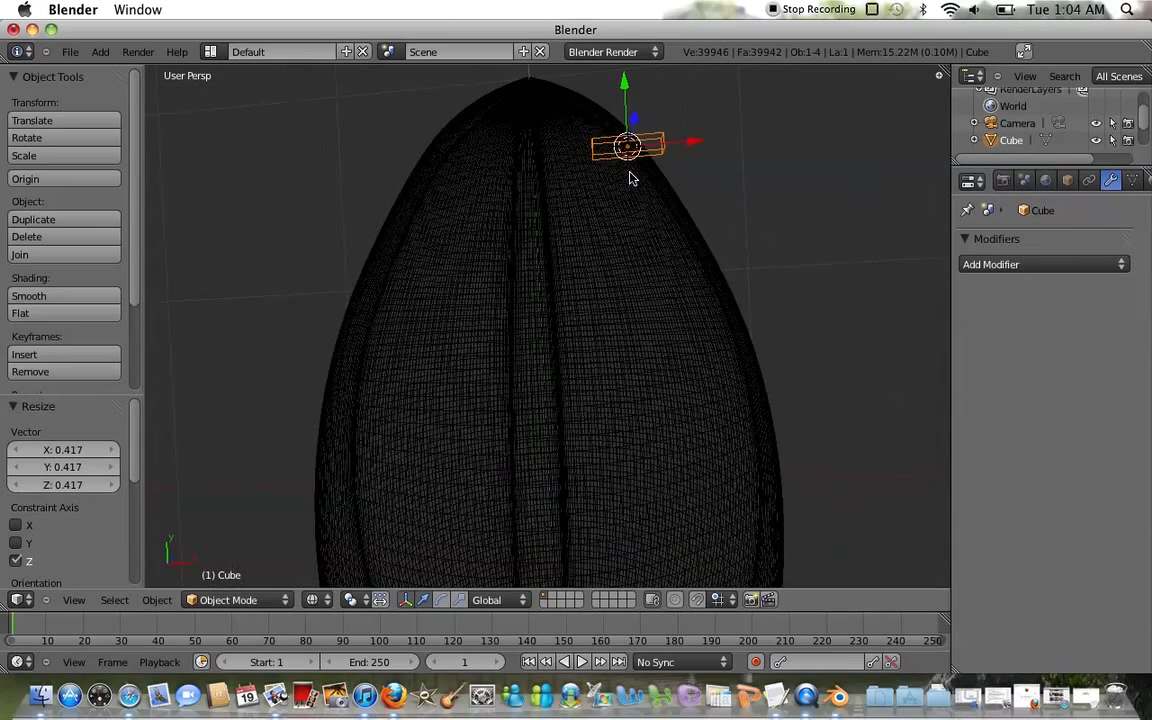 Blender Window Stop Recording Tue 1:04 AM
Blender
File Add Render Help Default Scene Blender Render Ve:39946 | Fa:39942 | Ob:1-4 | La:1 | Mem:15.22M (0.10M) | Cube
Object Tools User Persp View Search All Scenes
RenderLayers
Transform: World
Translate Camera
Rotate Cube
Scale
Origin
Object: Cube
Duplicate
Delete Modifiers
Join Add Modifier
Shading:
Smooth
Flat
Keyframes:
Insert
Remove
Resize
Vector
X: 0.417
Y: 0.417
Z: 0.417
Constraint Axis
X
Y
Z
y
x
Orientation (1) Cube
View Select Object Object Mode Global
10 20 30 40 50 60 70 80 90 100 110 120 130 140 150 160 170 180 190 200 210 220 230 240 250
View Frame Playback Start: 1 End: 250 1 No Sync
19